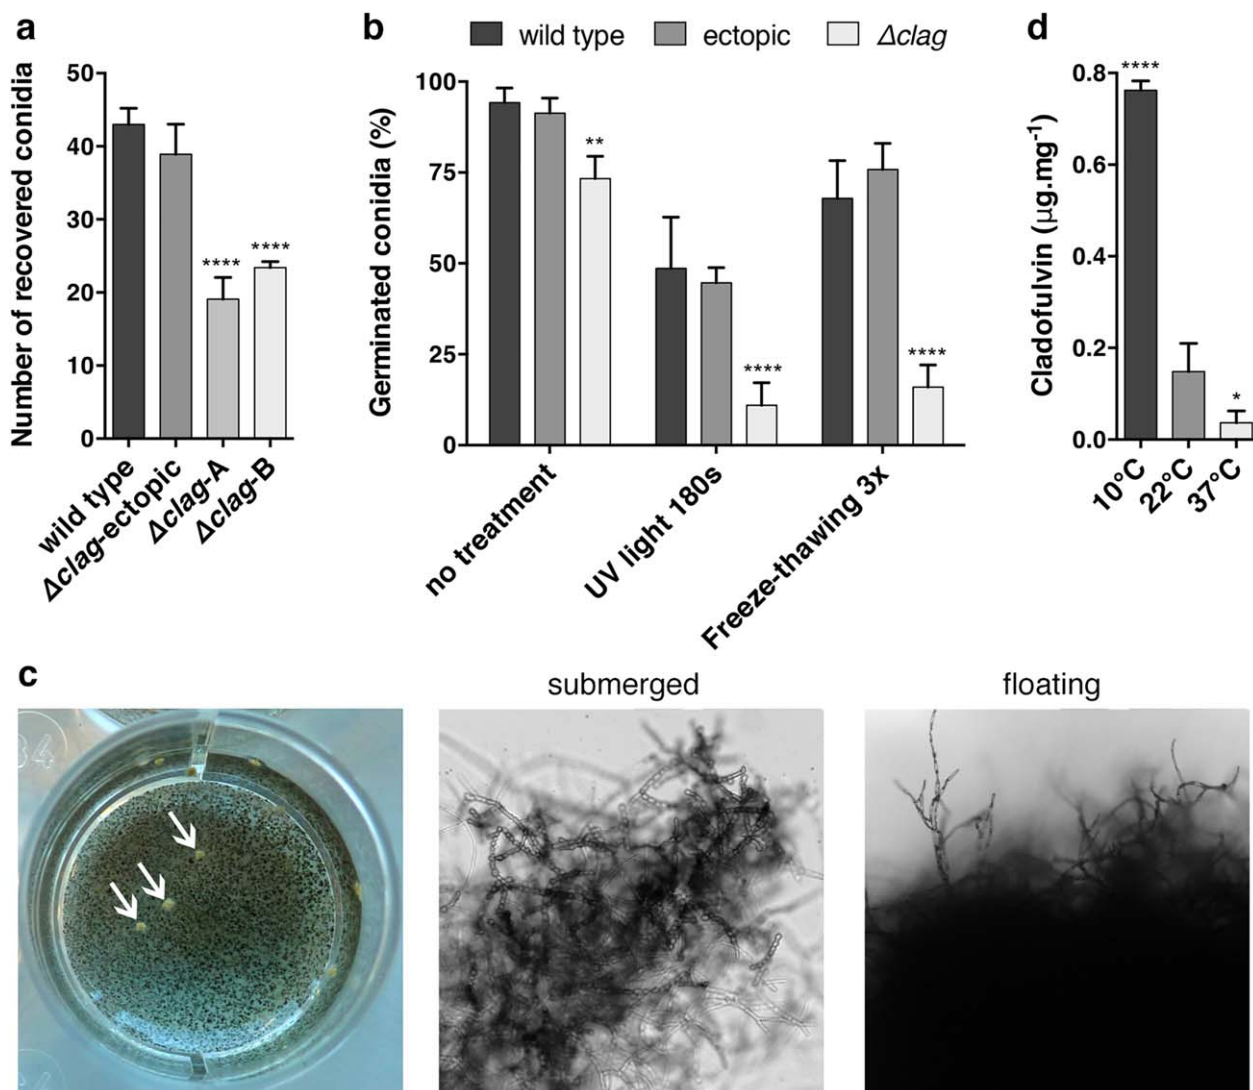 a
Number of recovered conidia
50
40
30
20
10
0
****
****
wild type
Δclag-ectopic
Δclag-A
Δclag-B
b
wild type
ectopic
Δclag
Germinated conidia (%)
100
75
50
25
0
**
****
****
no treatment
UV light 180s
Freeze-thawing 3x
d
Cladofulvin (µg.mg⁻¹)
0.8
0.6
0.4
0.2
0.0
****
*
10°C
22°C
37°C
c
submerged
floating